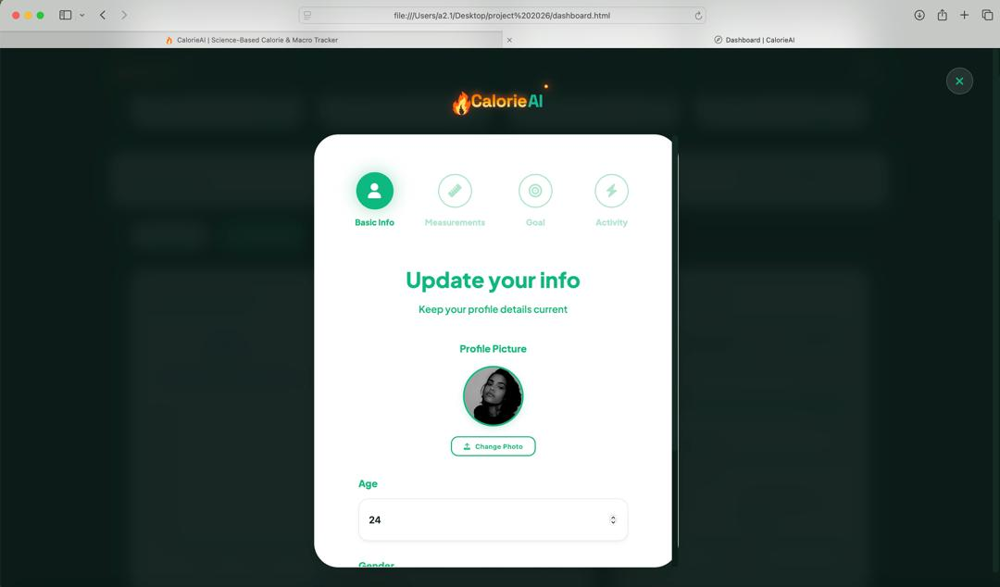 file:///Users/a2.1/Desktop/project%202026/dashboard.html
CalorieAI | Science-Based Calorie & Macro Tracker
Dashboard | CalorieAI
CalorieAI
Basic Info
Measurements
Goal
Activity
Update your info
Keep your profile details current
Profile Picture
Change Photo
Age
24
Gender